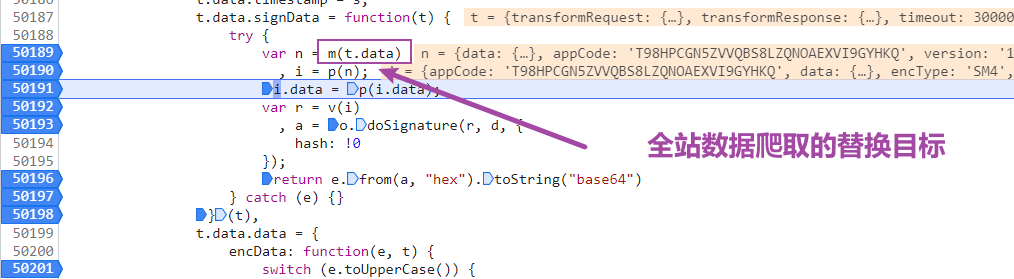 50186 t.data.timestamp = s,
50187 t.data.signData = function(t) { t = {transformRequest: {…}, transformResponse: {…}, timeout: 30000
50188 try {
50189 var n = m(t.data) n = {data: {…}, appCode: 'T98HPCGN5ZVVQBS8LZQNOAEXVI9GYHKQ', version: '1
50190 , i = p(n); = {appCode: 'T98HPCGN5ZVVQBS8LZQNOAEXVI9GYHKQ', data: {…}, encType: 'SM4',
50191 i.data = p(i.data);
50192 var r = v(i)
50193 , a = o.doSignature(r, d, {
50194 hash: !0
50195 });
全站数据爬取的替换目标
50196 return e.from(a, "hex").toString("base64")
50197 } catch (e) {}
50198 }(t),
50199 t.data.data = {
50200 encData: function(e, t) {
50201 switch (e.toUpperCase()) {